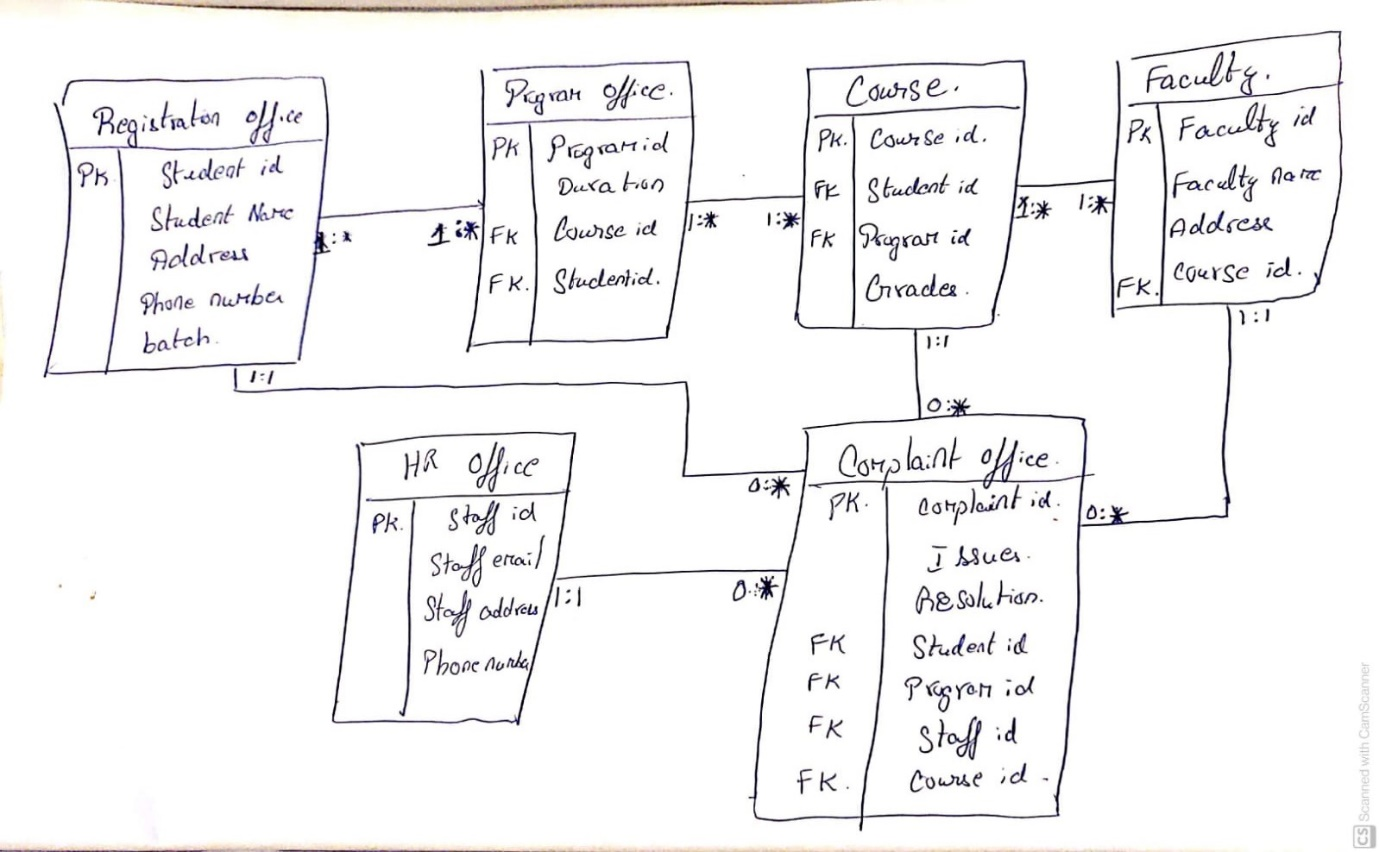 Registration office
PK Student id
Student Name
Address
Phone number
batch.
1:*
1:*
Program office.
PK Program id
Duration
FK Course id
FK. Student id.
1:*
1:*
Course.
PK. Course id.
FK Student id
FK Program id
Grades.
1:*
1:*
Faculty.
PK Faculty id
Faculty name
Address
FK. Course id.
1:1
1:1
0:*
1:1
0:*
HR office
PK. Staff id
Staff email
Staff address
Phone number
1:1
0:*
Complaint office.
PK. Complaint id.
Issues.
Resolution.
FK Student id
FK Program id
FK Staff id
FK. Course id.
0:*
CS Scanned with CamScanner